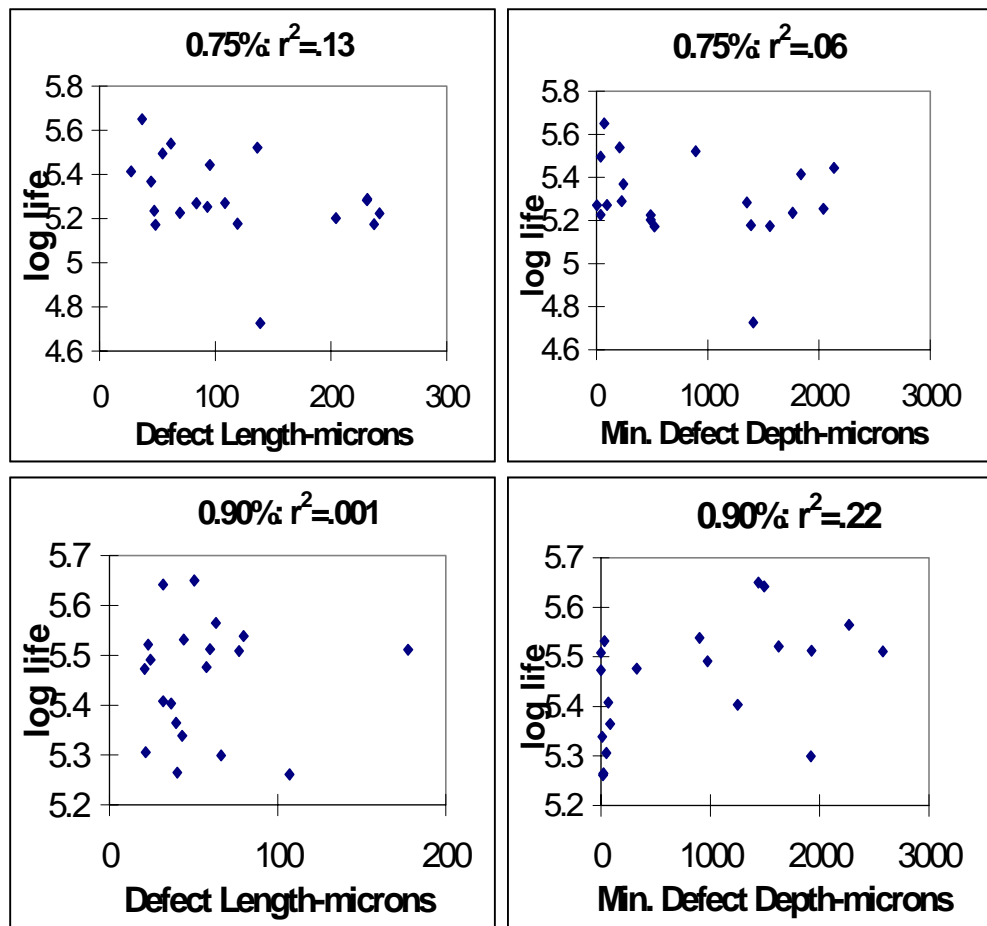 0.75%: r²=.13
log life
5.8
5.6
5.4
5.2
5
4.8
4.6
0 100 200 300
Defect Length-microns
0.75%: r²=.06
log life
5.8
5.6
5.4
5.2
5
4.8
4.6
0 1000 2000 3000
Min. Defect Depth-microns
0.90%: r²=.001
log life
5.7
5.6
5.5
5.4
5.3
5.2
0 100 200
Defect Length-microns
0.90%: r²=.22
log life
5.7
5.6
5.5
5.4
5.3
5.2
0 1000 2000 3000
Min. Defect Depth-microns